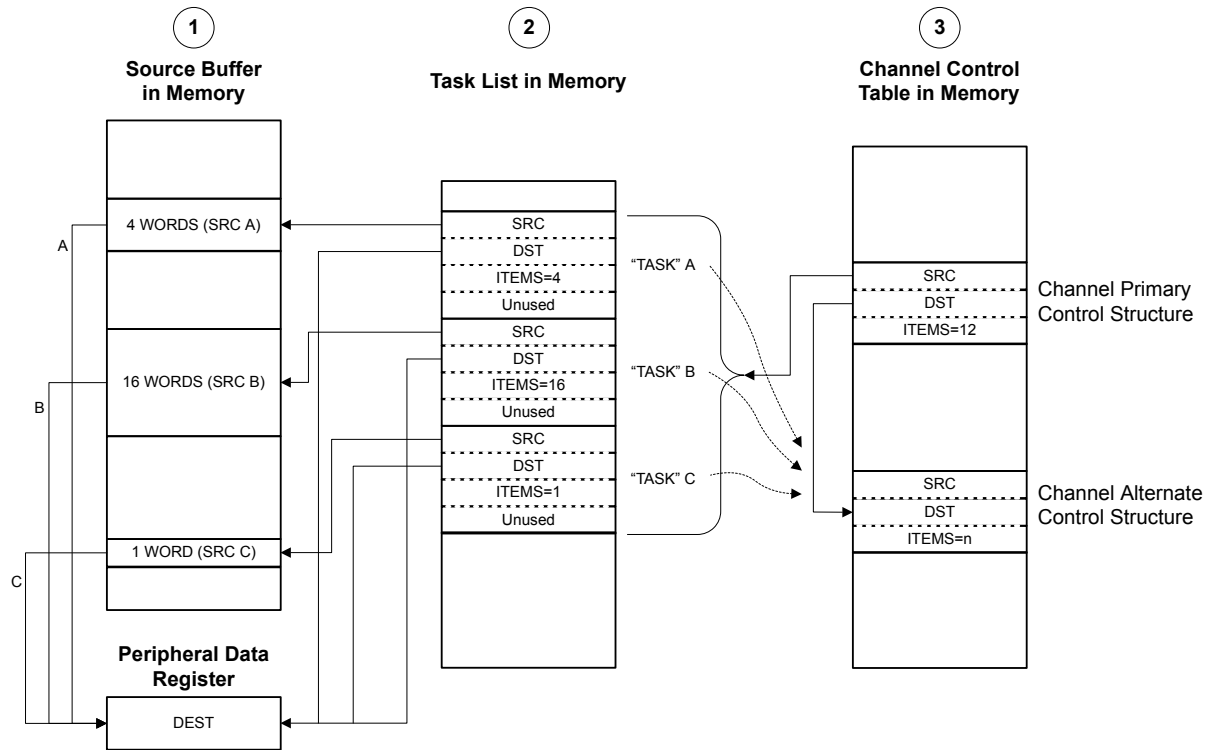 1
2
3
Source Buffer
in Memory
Task List in Memory
Channel Control
Table in Memory
4 WORDS (SRC A)
A
16 WORDS (SRC B)
B
1 WORD (SRC C)
C
Peripheral Data
Register
DEST
SRC
DST
ITEMS=4
Unused
SRC
DST
ITEMS=16
Unused
SRC
DST
ITEMS=1
Unused
“TASK” A
“TASK” B
“TASK” C
SRC
DST
ITEMS=12
Channel Primary
Control Structure
SRC
DST
ITEMS=n
Channel Alternate
Control Structure